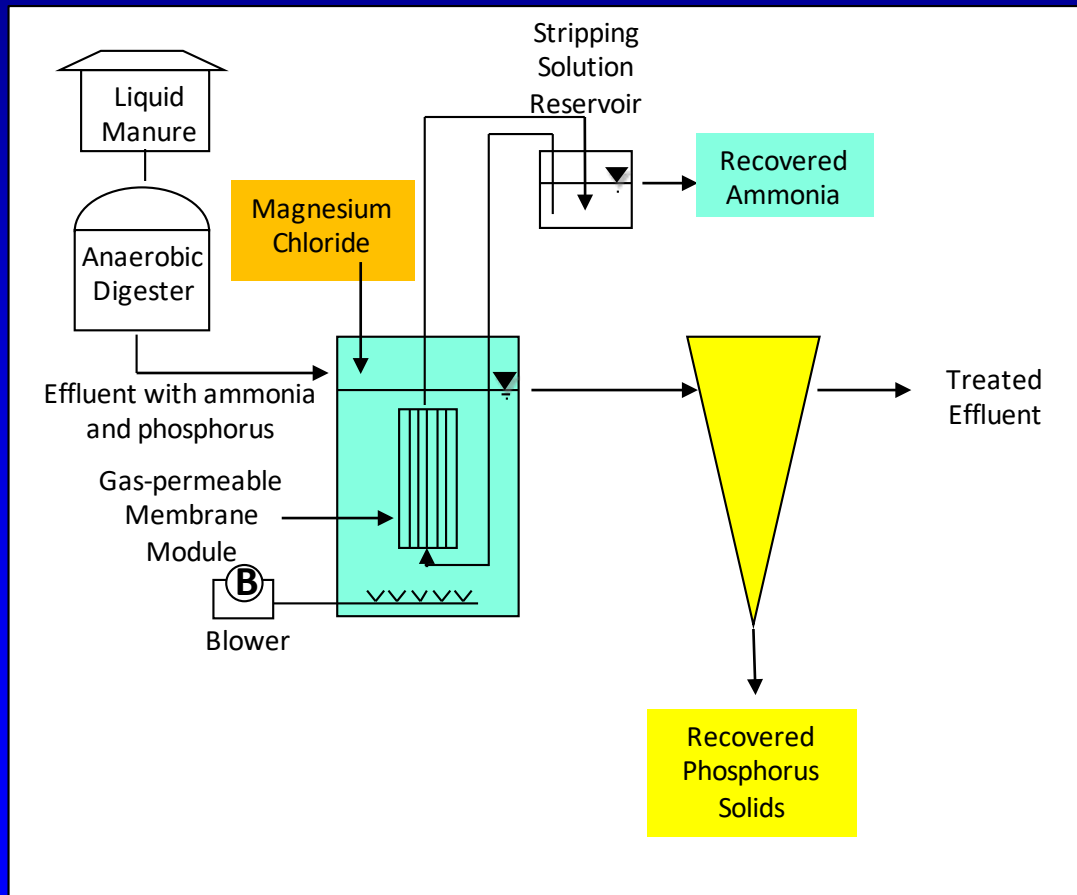 Stripping
Solution
Reservoir
Liquid
Manure
Recovered
Ammonia
Magnesium
Chloride
Anaerobic
Digester
Effluent with ammonia
and phosphorus
Treated
Effluent
Gas-permeable
Membrane
Module
B
Blower
Recovered
Phosphorus
Solids